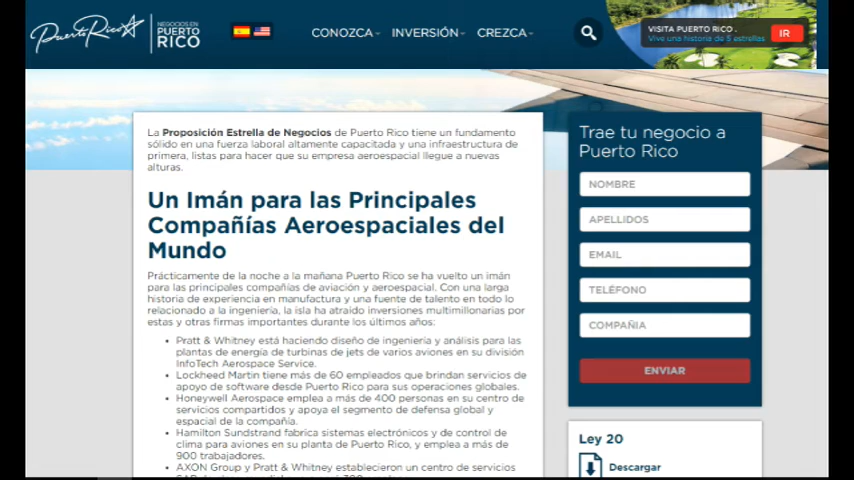 Puerto Rico
NEGOCIOS EN
PUERTO
RICO
CONOZCA INVERSIÓN CREZCA
VISITA PUERTO RICO .
Vive una historia de 5 estrellas
IR
La Proposición Estrella de Negocios de Puerto Rico tiene un fundamento
sólido en una fuerza laboral altamente capacitada y una infraestructura de
primera, listas para hacer que su empresa aeroespacial llegue a nuevas
alturas.
Un Imán para las Principales
Compañías Aeroespaciales del
Mundo
Prácticamente de la noche a la mañana Puerto Rico se ha vuelto un imán
para las principales compañías de aviación y aeroespacial. Con una larga
historia de experiencia en manufactura y una fuente de talento en todo lo
relacionado a la ingeniería, la isla ha atraído inversiones multimillonarias por
estas y otras firmas importantes durante los últimos años:
• Pratt & Whitney está haciendo diseño de ingeniería y análisis para las
plantas de energía de turbinas de jets de varios aviones en su división
InfoTech Aerospace Service.
• Lockheed Martin tiene más de 60 empleados que brindan servicios de
apoyo de software desde Puerto Rico para sus operaciones globales.
• Honeywell Aerospace emplea a más de 400 personas en su centro de
servicios compartidos y apoya el segmento de defensa global y
espacial de la compañía.
• Hamilton Sundstrand fabrica sistemas electrónicos y de control de
clima para aviones en su planta de Puerto Rico, y emplea a más de
900 trabajadores.
• AXON Group y Pratt & Whitney establecieron un centro de servicios
Trae tu negocio a
Puerto Rico
NOMBRE
APELLIDOS
EMAIL
TELÉFONO
COMPAÑIA
ENVIAR
Ley 20
Descargar